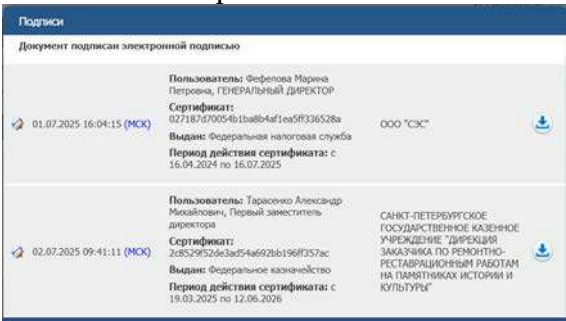 Подписи
Документ подписан электронной подписью
01.07.2025 16:04:15 (МСК)
Пользователь: Фефелова Марина
Петровна, ГЕНЕРАЛЬНЫЙ ДИРЕКТОР
Сертификат:
027187d70054b1ba8b4af1ea5ff336528a
Выдан: Федеральная налоговая служба
Период действия сертификата: с
16.04.2024 по 16.07.2025
ООО "СЭС"
02.07.2025 09:41:11 (МСК)
Пользователь: Тарасенко Александр
Михайлович, Первый заместитель
директора
Сертификат:
2c8529f52de3ad54a692bb196ff357ac
Выдан: Федеральное казначейство
Период действия сертификата: с
19.03.2025 по 12.06.2026
САНКТ-ПЕТЕРБУРГСКОЕ
ГОСУДАРСТВЕННОЕ КАЗЕННОЕ
УЧРЕЖДЕНИЕ "ДИРЕКЦИЯ
ЗАКАЗЧИКА ПО РЕМОНТНО-
РЕСТАВРАЦИОННЫМ РАБОТАМ
НА ПАМЯТНИКАХ ИСТОРИИ И
КУЛЬТУРЫ"